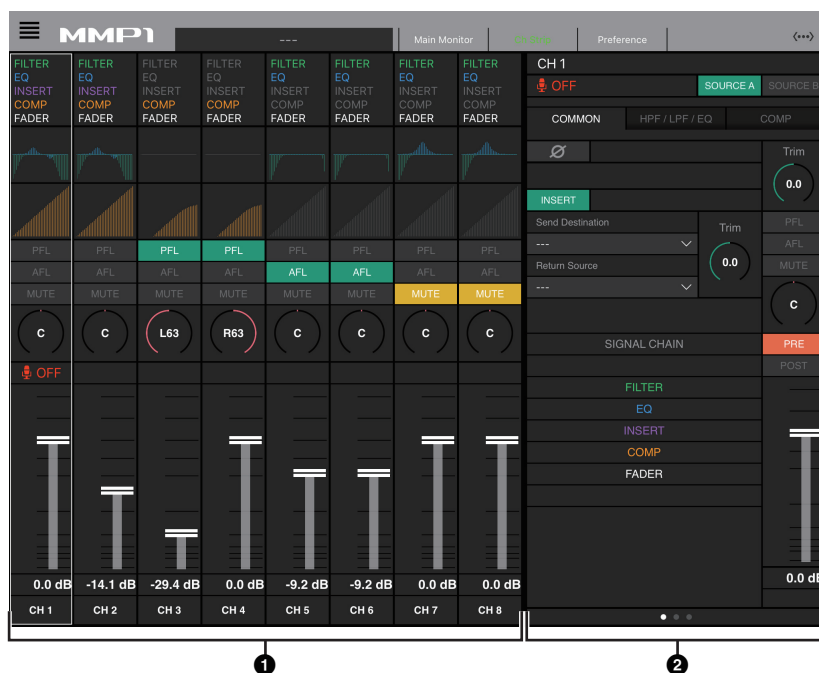 MMP1
---
Main Monitor
Preference
FILTER FILTER FILTER FILTER FILTER FILTER FILTER FILTER
EQ EQ EQ EQ EQ EQ EQ EQ
INSERT INSERT INSERT INSERT INSERT INSERT INSERT INSERT
COMP COMP COMP COMP COMP COMP COMP COMP
FADER FADER FADER FADER FADER FADER FADER FADER
PFL PFL PFL PFL PFL PFL PFL PFL
AFL AFL AFL AFL AFL AFL AFL AFL
MUTE MUTE MUTE MUTE MUTE MUTE MUTE MUTE
C C L63 R63 C C C C
OFF
0.0 dB -14.1 dB -29.4 dB 0.0 dB -9.2 dB -9.2 dB 0.0 dB 0.0 dB
CH 1 CH 2 CH 3 CH 4 CH 5 CH 6 CH 7 CH 8
CH 1
OFF SOURCE A SOURCE B
COMMON HPF / LPF / EQ COMP
Ø
Trim
0.0
INSERT
Send Destination
---
Return Source
---
Trim
0.0
PFL
AFL
MUTE
C
SIGNAL CHAIN
PRE
POST
FILTER
EQ
INSERT
COMP
FADER
0.0 dB
1 2